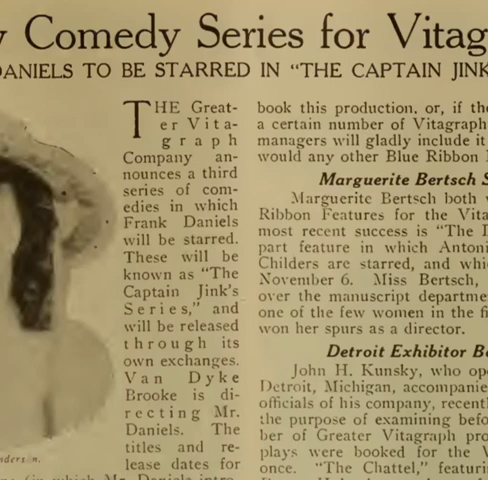 Comedy Series for Vitag
DANIELS TO BE STARRED IN "THE CAPTAIN JINK
THE Great-
er Vita-
graph
Company an-
nounces a third
series of com-
edies in which
Frank Daniels
will be starred.
These will be
known as "The
Captain Jink's
Series," and
will be released
through its
own exchanges.
Van Dyke
Brooke is di-
recting Mr.
Daniels. The
titles and re-
lease dates for
book this production, or, if the
a certain number of Vitagraph
managers will gladly include it
would any other Blue Ribbon
Marguerite Bertsch S
Marguerite Bertsch both
Ribbon Features for the Vita
most recent success is "The
part feature in which Antoni
Childers are starred, and whi
November 6. Miss Bertsch,
over the manuscript departme
one of the few women in the fi
won her spurs as a director.
Detroit Exhibitor Bo
John H. Kunsky, who ope
Detroit, Michigan, accompanie
officials of his company, recentl
the purpose of examining befo
ber of Greater Vitagraph pro
plays were booked for the V
once. "The Chattel," featuri
nderson.